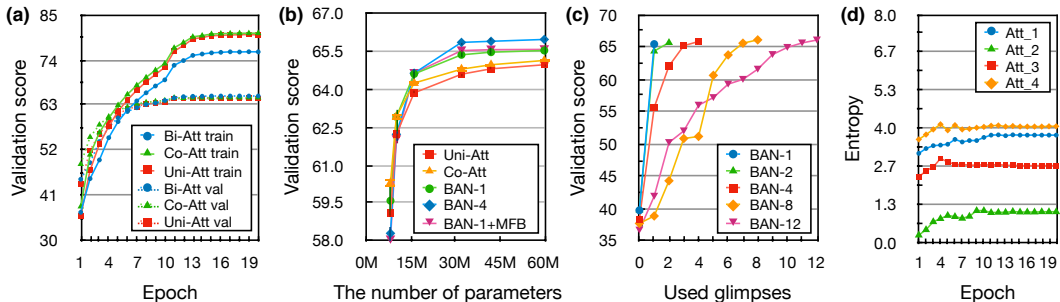 (a)
Validation score
85
74
63
52
41
30
Bi-Att train
Co-Att train
Uni-Att train
Bi-Att val
Co-Att val
Uni-Att val
1 4 7 10 13 16 19
Epoch
(b)
Validation score
67.0
65.5
64.0
62.5
61.0
59.5
58.0
Uni-Att
Co-Att
BAN-1
BAN-4
BAN-1+MFB
0M 15M 30M 45M 60M
The number of parameters
(c)
Validation score
70
65
60
55
50
45
40
35
BAN-1
BAN-2
BAN-4
BAN-8
BAN-12
0 2 4 6 8 10 12
Used glimpses
(d)
Entropy
8.0
6.7
5.3
4.0
2.7
1.3
0.0
Att_1
Att_2
Att_3
Att_4
1 4 7 10 13 16 19
Epoch